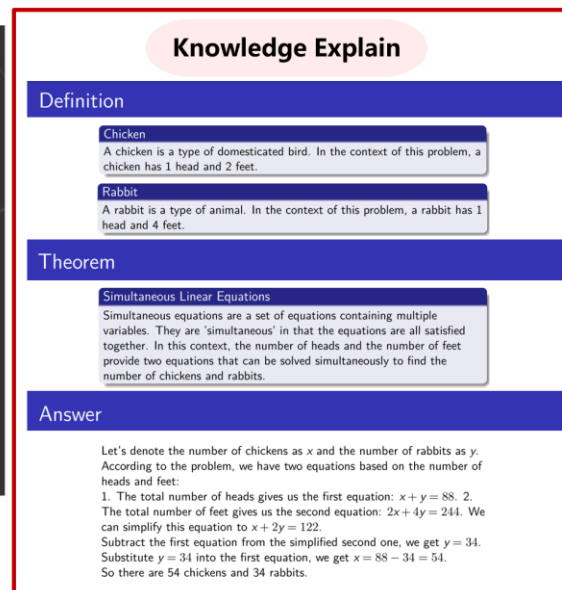 Knowledge Explain
Definition
Chicken
A chicken is a type of domesticated bird. In the context of this problem, a
chicken has 1 head and 2 feet.
Rabbit
A rabbit is a type of animal. In the context of this problem, a rabbit has 1
head and 4 feet.
Theorem
Simultaneous Linear Equations
Simultaneous equations are a set of equations containing multiple
variables. They are 'simultaneous' in that the equations are all satisfied
together. In this context, the number of heads and the number of feet
provide two equations that can be solved simultaneously to find the
number of chickens and rabbits.
Answer
Let's denote the number of chickens as x and the number of rabbits as y.
According to the problem, we have two equations based on the number of
heads and feet:
1. The total number of heads gives us the first equation: x + y = 88. 2.
The total number of feet gives us the second equation: 2x + 4y = 244. We
can simplify this equation to x + 2y = 122.
Subtract the first equation from the simplified second one, we get y = 34.
Substitute y = 34 into the first equation, we get x = 88 − 34 = 54.
So there are 54 chickens and 34 rabbits.